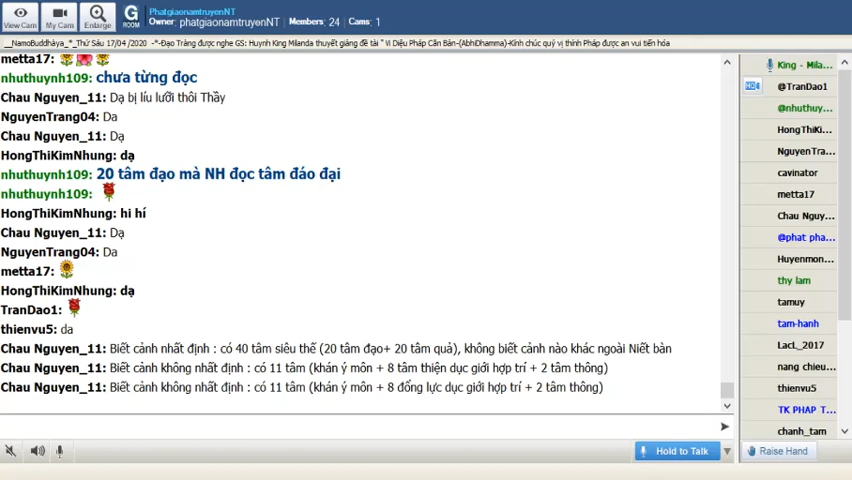 PhatgiaonamtruyenNT
Owner: phatgiaonamtruyenNT Members: 24 Cams: 1
View Cam
My Cam
Enlarge
G
ROOM
__NamoBuddhàya_*_Thứ Sáu 17/04 /2020 -*-Đạo Tràng được nghe GS: Huynh King Milanda thuyết giảng đề tài " Vi Diệu Pháp Căn Bản-(AbhiDhamma)-Kính chúc quý vị thính Pháp được an vui tiến hóa
metta17:
nhuthuynh109: chưa từng đọc
Chau Nguyen_11: Dạ bị líu lưỡi thôi Thầy
NguyenTrang04: Da
Chau Nguyen_11: Dạ
HongThiKimNhung: dạ
nhuthuynh109: 20 tâm đạo mà NH đọc tâm đáo đại
nhuthuynh109:
HongThiKimNhung: hi hí
Chau Nguyen_11: Dạ
NguyenTrang04: Da
metta17:
HongThiKimNhung: dạ
TranDao1:
thienvu5: da
Chau Nguyen_11: Biết cảnh nhất định : có 40 tâm siêu thế (20 tâm đạo+ 20 tâm quả), không biết cảnh nào khác ngoài Niết bàn
Chau Nguyen_11: Biết cảnh không nhất định : có 11 tâm (khán ý môn + 8 tâm thiện dục giới hợp trí + 2 tâm thông)
Chau Nguyen_11: Biết cảnh không nhất định : có 11 tâm (khán ý môn + 8 đổng lực dục giới hợp trí + 2 tâm thông)
Hold to Talk
King - Mila...
@TranDao1
@nhuthuy...
HongThiKi...
NguyenTra...
cavinator
metta17
Chau Nguy...
@phat pha...
Huyenmon...
thy lam
tamuy
tam-hanh
LacL_2017
nang chieu...
thienvu5
TK PHAP T...
chanh_tam
Raise Hand